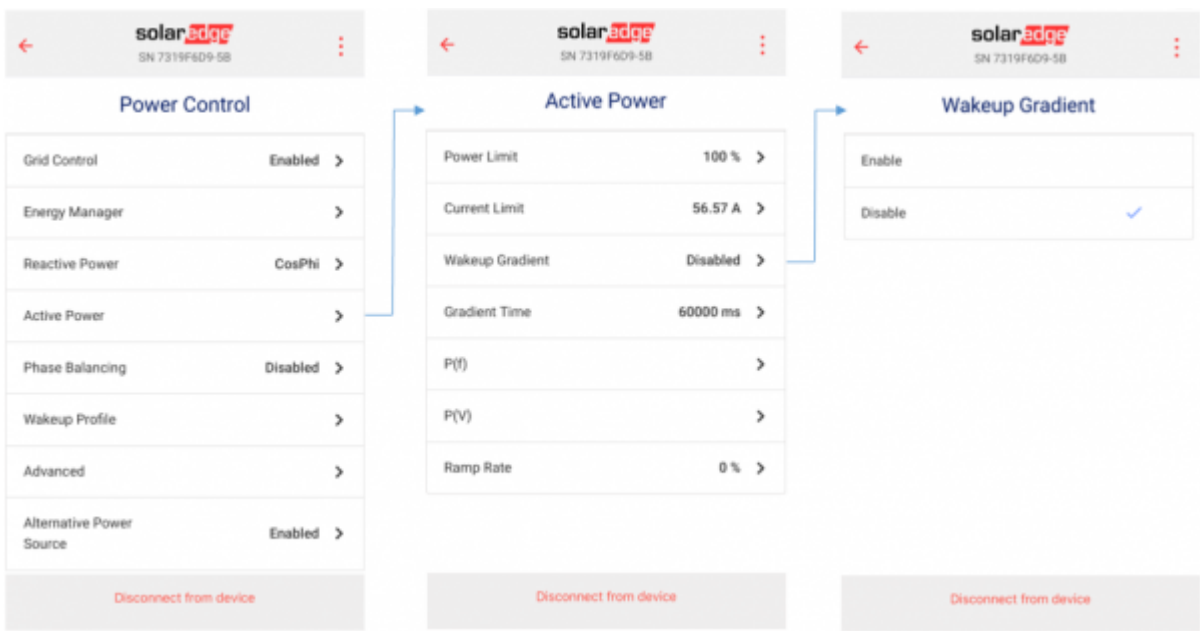 solaredge
SN 7319F6D9-5B
Power Control
Grid Control Enabled
Energy Manager
Reactive Power CosPhi
Active Power
Phase Balancing Disabled
Wakeup Profile
Advanced
Alternative Power
Source Enabled
Disconnect from device
solaredge
SN 7319F6D9-5B
Active Power
Power Limit 100 %
Current Limit 56.57 A
Wakeup Gradient Disabled
Gradient Time 60000 ms
P(f)
P(V)
Ramp Rate 0 %
Disconnect from device
solaredge
SN 7319F6D9-5B
Wakeup Gradient
Enable
Disable
Disconnect from device